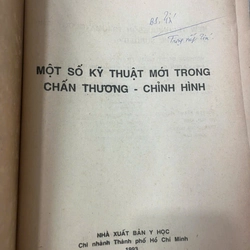 MỘT SỐ KỸ THUẬT MỚI TRONG
CHẤN THƯƠNG - CHỈNH HÌNH
NHÀ XUẤT BẢN Y HỌC
Chi nhánh Thành phố Hồ Chí Minh
1993